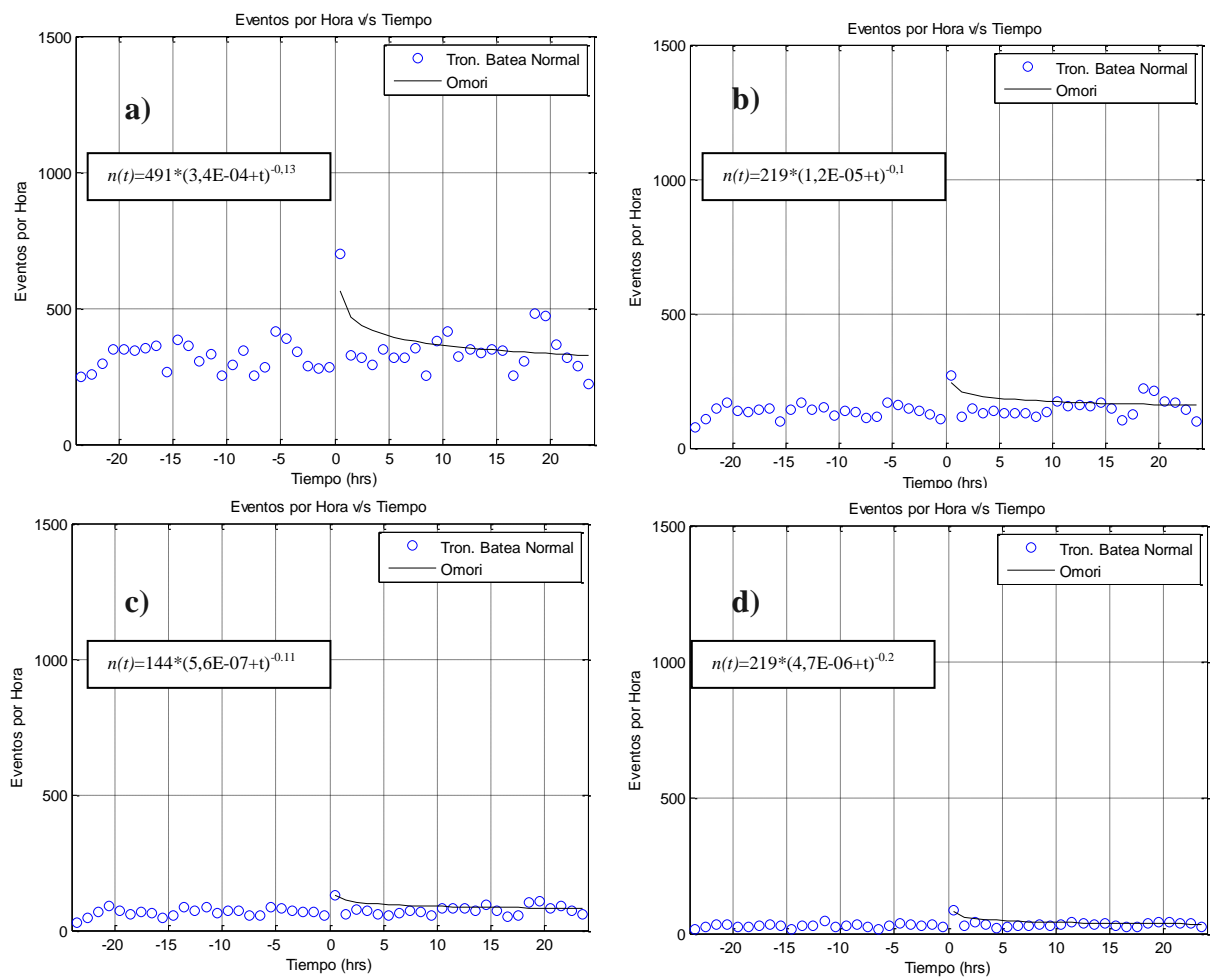 Eventos por Hora v/s Tiempo
1500
1000
500
0
Eventos por Hora
Tron. Batea Normal
Omori
a)
n(t)=491*(3,4E-04+t)^-0,13
-20 -15 -10 -5 0 5 10 15 20
Tiempo (hrs)
Eventos por Hora v/s Tiempo
1500
1000
500
0
Eventos por Hora
Tron. Batea Normal
Omori
b)
n(t)=219*(1,2E-05+t)^-0,1
-20 -15 -10 -5 0 5 10 15 20
Tiempo (hrs)
Eventos por Hora v/s Tiempo
1500
1000
500
0
Eventos por Hora
Tron. Batea Normal
Omori
c)
n(t)=144*(5,6E-07+t)^-0.11
-20 -15 -10 -5 0 5 10 15 20
Tiempo (hrs)
Eventos por Hora v/s Tiempo
1500
1000
500
0
Eventos por Hora
Tron. Batea Normal
Omori
d)
n(t)=219*(4,7E-06+t)^-0.2
-20 -15 -10 -5 0 5 10 15 20
Tiempo (hrs)